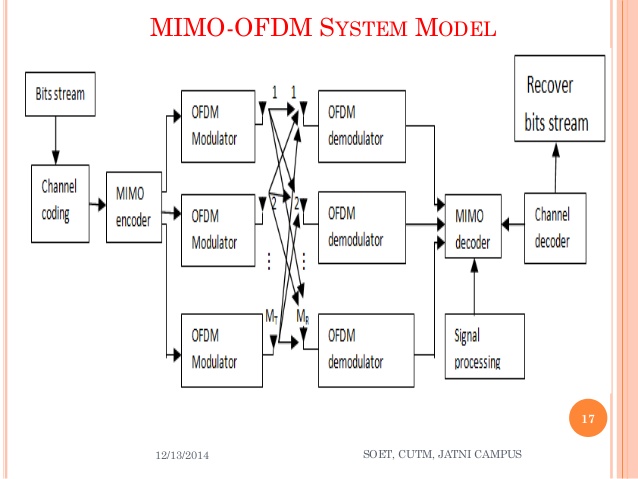 MIMO-OFDM SYSTEM MODEL
Bits stream
Channel
coding
MIMO
encoder
OFDM
Modulator
OFDM
Modulator
OFDM
Modulator
1 1
2 2
⋮ ⋮
MT MR
OFDM
demodulator
OFDM
demodulator
OFDM
demodulator
MIMO
decoder
Signal
processing
Channel
decoder
Recover
bits stream
17
12/13/2014 SOET, CUTM, JATNI CAMPUS